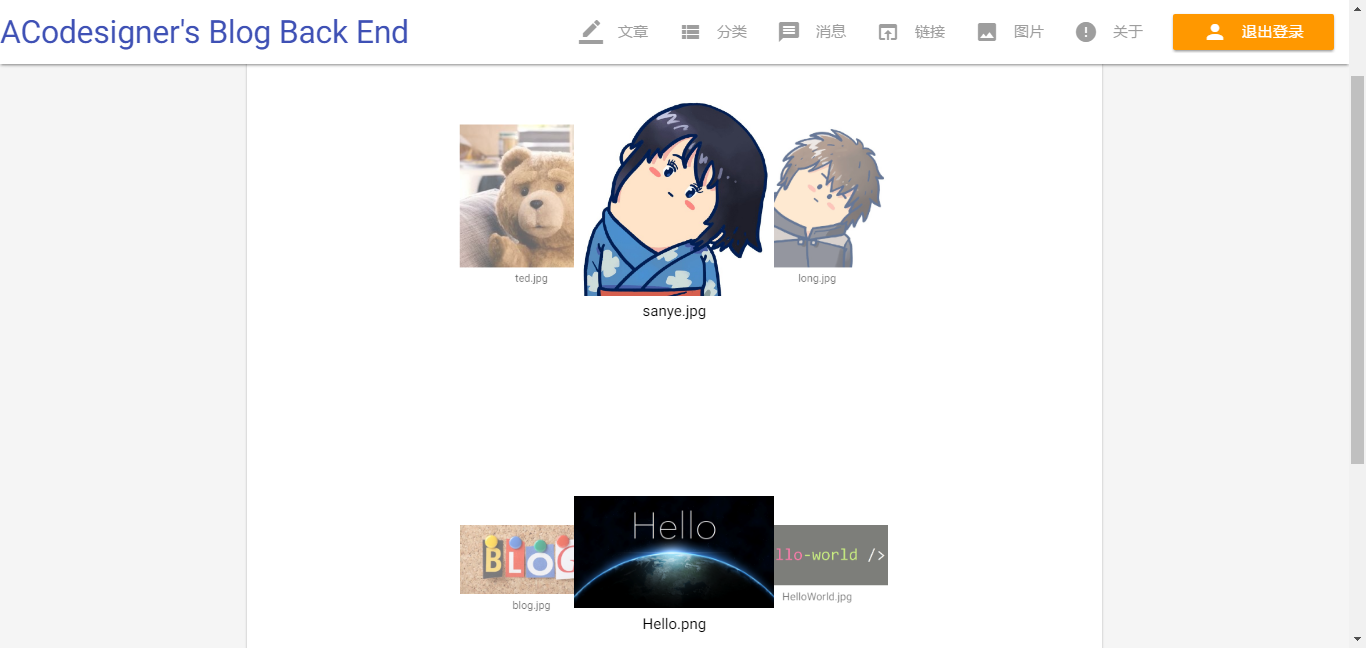 ACodesigner's Blog Back End
文章 分类 消息 链接 图片 关于 退出登录
ted.jpg
long.jpg
sanye.jpg
BLOG
Hello
llo-world />
blog.jpg
HelloWorld.jpg
Hello.png